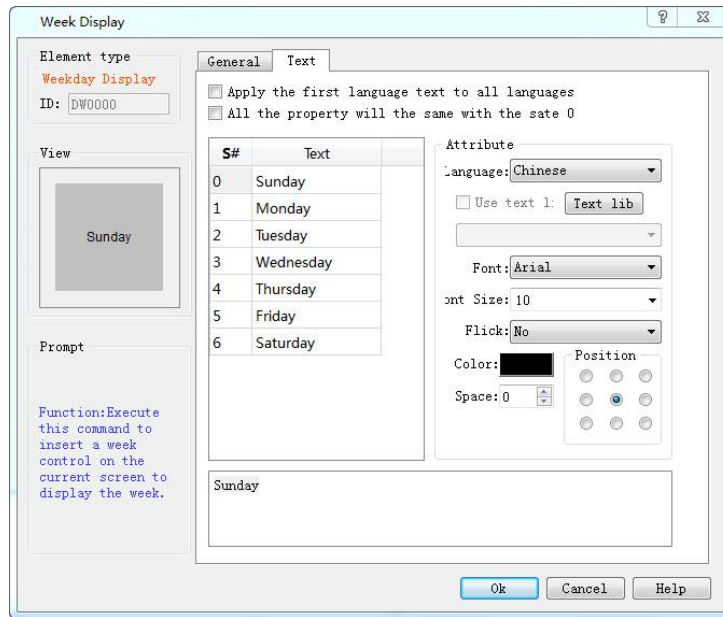 Week Display
Element type
Weekday Display
ID: DW0000
View
Sunday
Prompt
Function:Execute
this command to
insert a week
control on the
current screen to
display the week.
General Text
Apply the first language text to all languages
All the property will the same with the sate 0
S# Text
0 Sunday
1 Monday
2 Tuesday
3 Wednesday
4 Thursday
5 Friday
6 Saturday
Attribute
anguage: Chinese
Use text l: Text lib
Font: Arial
nt Size: 10
Flick: No
Color:
Position
Space: 0
Sunday
Ok Cancel Help